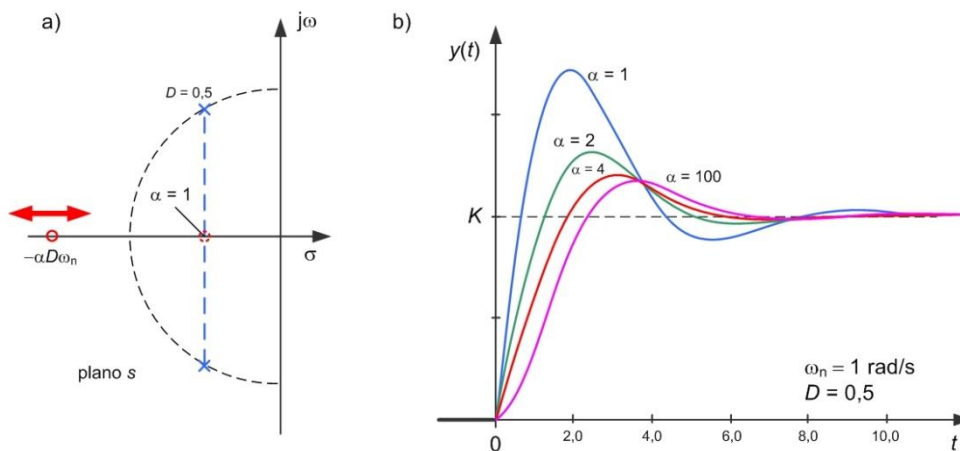 a)
jω
D = 0,5
α = 1
−αDωn
σ
plano s
b)
y(t)
α = 1
α = 2
α = 4
α = 100
K
ωn = 1 rad/s
D = 0,5
0
2,0
4,0
6,0
8,0
10,0
t